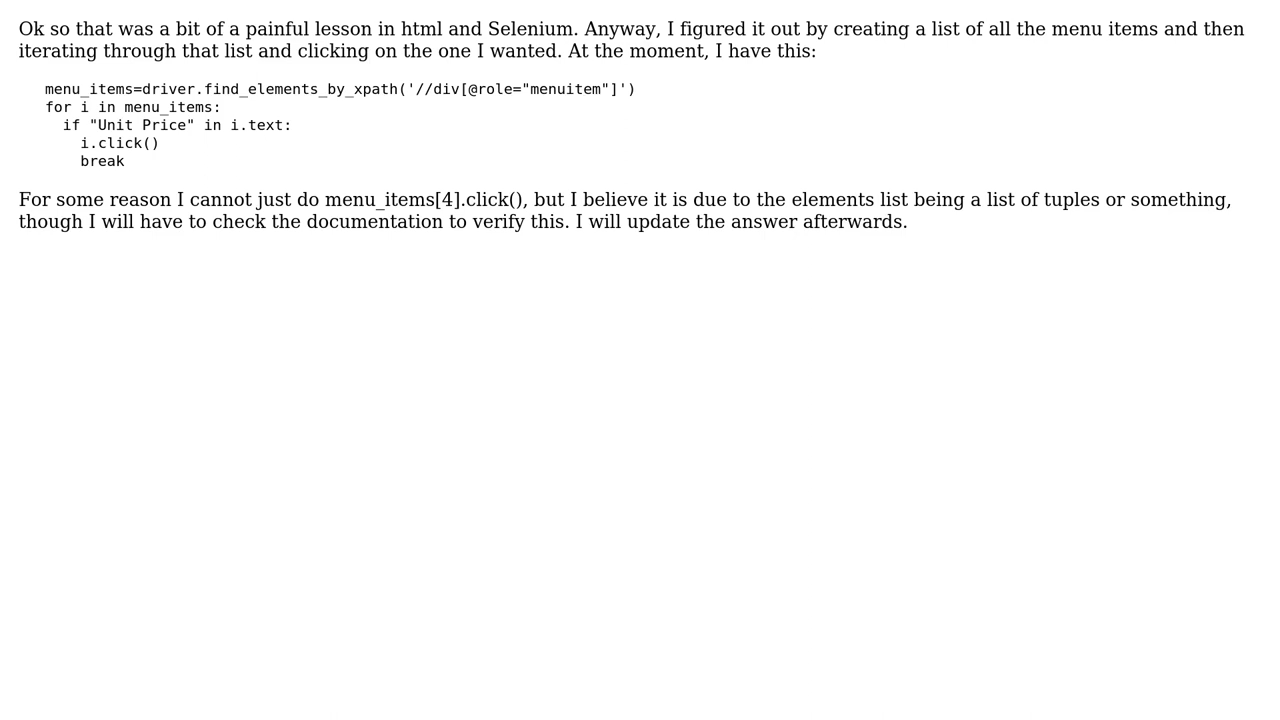 Ok so that was a bit of a painful lesson in html and Selenium. Anyway, I figured it out by creating a list of all the menu items and then
iterating through that list and clicking on the one I wanted. At the moment, I have this:
menu_items=driver.find_elements_by_xpath('//div[@role="menuitem"]')
for i in menu_items:
  if "Unit Price" in i.text:
    i.click()
    break
For some reason I cannot just do menu_items[4].click(), but I believe it is due to the elements list being a list of tuples or something,
though I will have to check the documentation to verify this. I will update the answer afterwards.